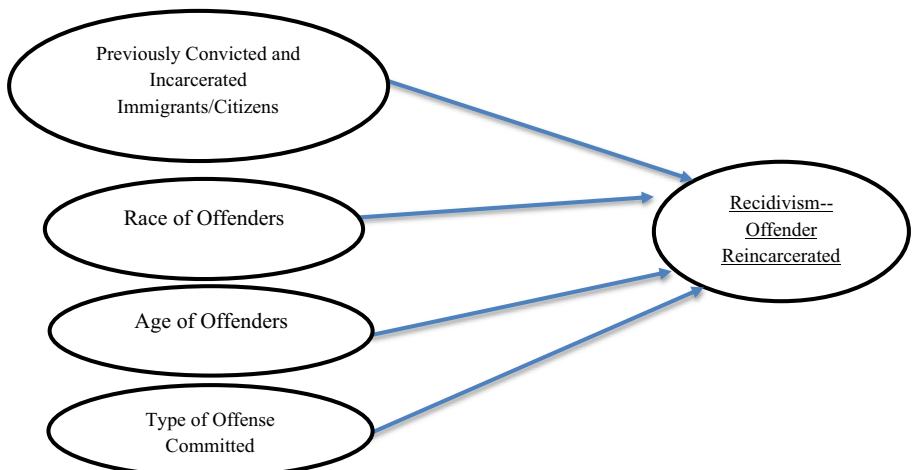 Previously Convicted and
Incarcerated
Immigrants/Citizens
Race of Offenders
Age of Offenders
Type of Offense
Committed
Recidivism--
Offender
Reincarcerated